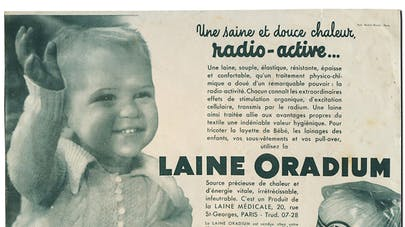 Une saine et douce chaleur,
radio-active...
Une laine, souple, élastique, résistante, épaisse
et confortable, qu'un traitement physico-chi-
mique a doué d'un remarquable pouvoir : la
radio activité. Chacun connaît les extraordinaires
effets de stimulation organique, d'excitation
cellulaire, transmis par le radium. Une laine
ainsi traitée allie aux avantages propres du
textile une indéniable valeur hygiénique. Pour
tricoter la layette de Bébé, les lainages des
enfants, vos sous-vêtements et vos pull-over,
utilisez la
LAINE ORADIUM
Source précieuse de chaleur et
d'énergie vitale, irrétrécissable,
infeutrable. C'est un Produit de
la LAINE MÉDICALE, 20, rue
St-Georges, PARIS - Trud. 07-28
La LAINE ORADIUM est vendue chez votre